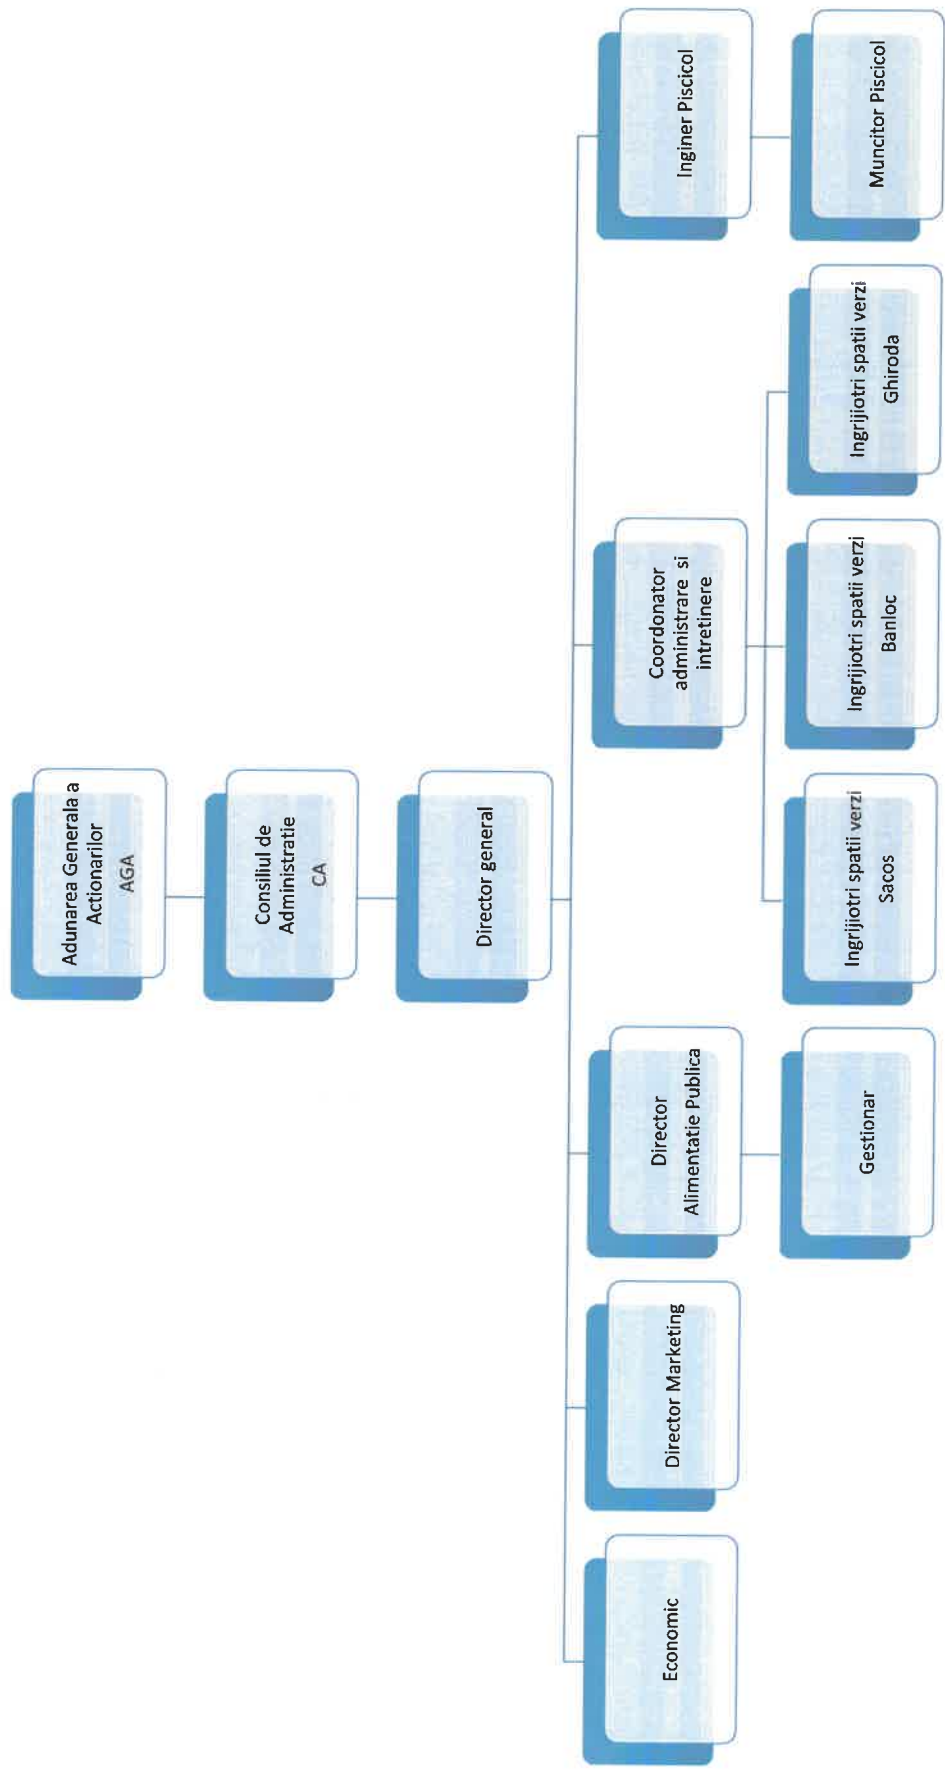 Adunarea Generala a
Actionarilor
AGA
Consiliul de
Administratie
CA
Director general
Economic
Director Marketing
Director
Alimentatie Publica
Coordonator
administrare si
intretinere
Inginer Piscicol
Gestionar
Ingrijiotri spatii verzi
Sacos
Ingrijiotri spatii verzi
Banloc
Ingrijiotri spatii verzi
Ghiroda
Muncitor Piscicol